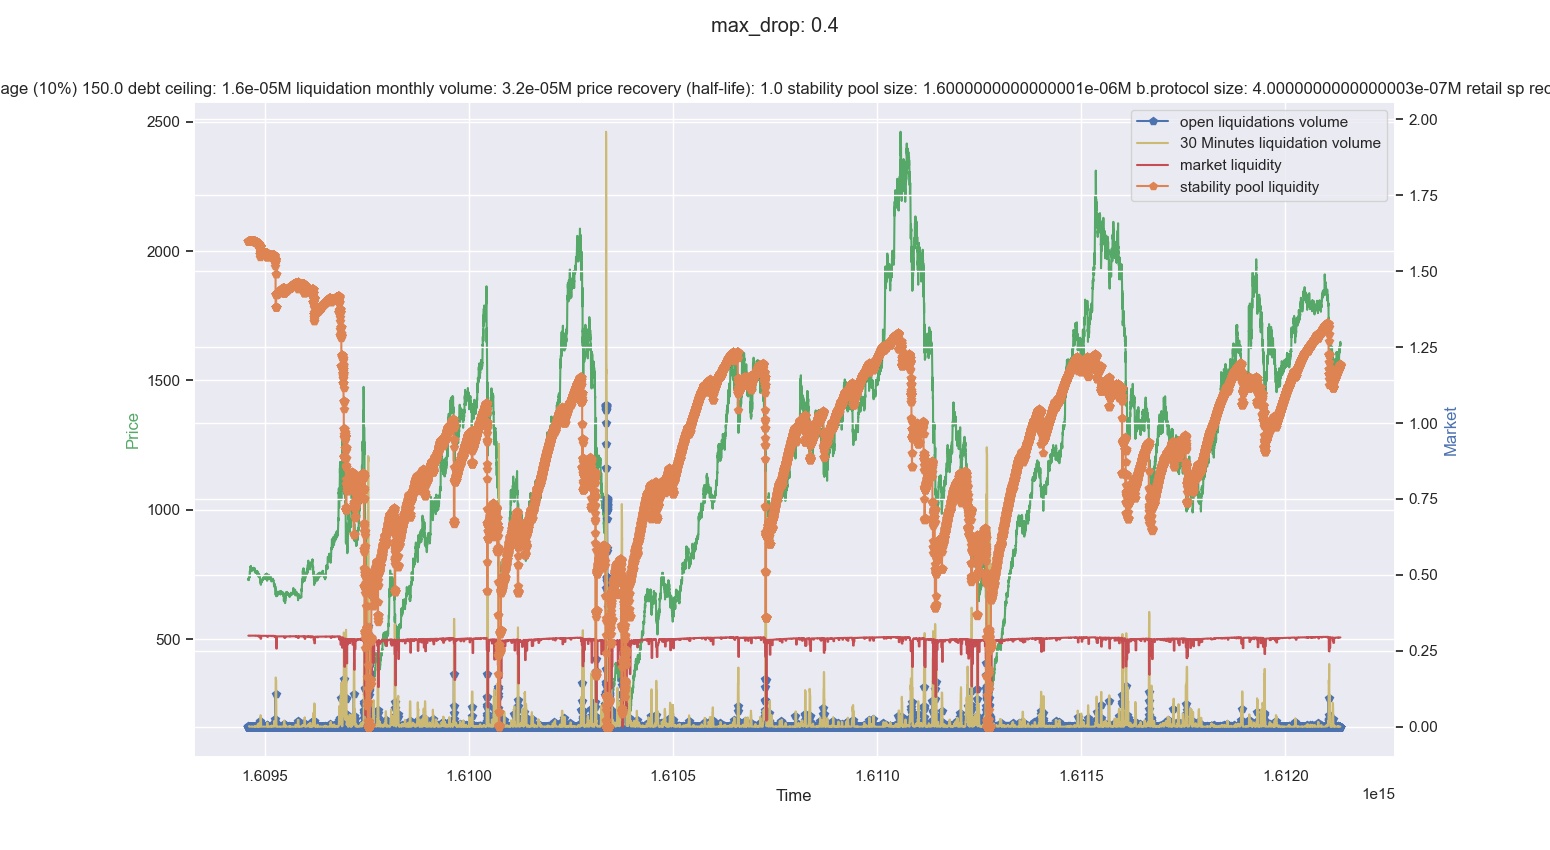 max_drop: 0.4
age (10%) 150.0 debt ceiling: 1.6e-05M liquidation monthly volume: 3.2e-05M price recovery (half-life): 1.0 stability pool size: 1.6000000000000001e-06M b.protocol size: 4.0000000000000003e-07M retail sp rec
2500
2000
1500
1000
500
Price
2.00
1.75
1.50
1.25
1.00
0.75
0.50
0.25
0.00
Market
open liquidations volume
30 Minutes liquidation volume
market liquidity
stability pool liquidity
1.6095 1.6100 1.6105 1.6110 1.6115 1.6120
Time
1e15